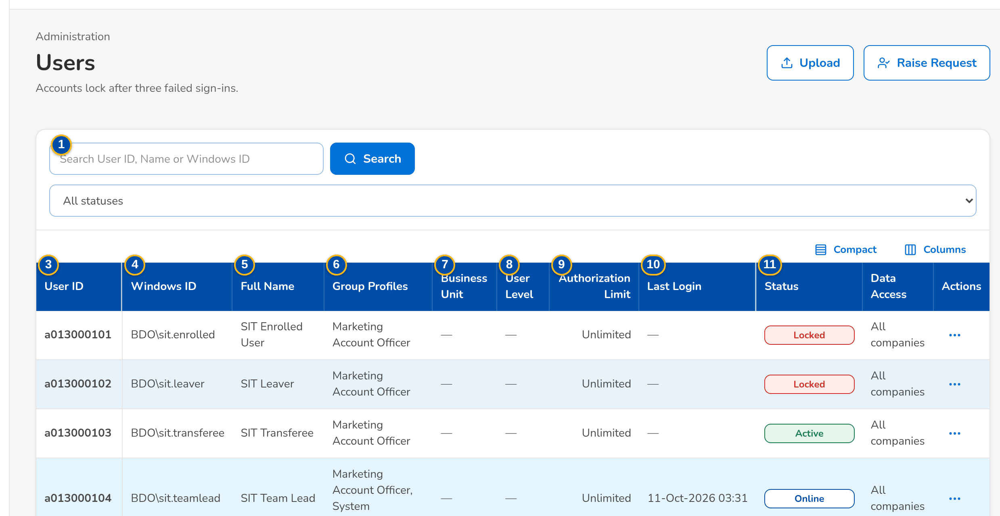 Administration
Users
Accounts lock after three failed sign-ins.
Upload
Raise Request
1
Search User ID, Name or Windows ID
Search
All statuses
Compact
Columns
3 4 5 6 7 8 9 10 11
User ID
Windows ID
Full Name
Group Profiles
Business
Unit
User
Level
Authorization
Limit
Last Login
Status
Data
Access
Actions
a013000101
BDO\sit.enrolled
SIT Enrolled
User
Marketing
Account Officer
—
—
Unlimited
—
Locked
All
companies
a013000102
BDO\sit.leaver
SIT Leaver
Marketing
Account Officer
—
—
Unlimited
—
Locked
All
companies
a013000103
BDO\sit.transferee
SIT Transferee
Marketing
Account Officer
—
—
Unlimited
—
Active
All
companies
a013000104
BDO\sit.teamlead
SIT Team Lead
Marketing
Account Officer,
System
—
—
Unlimited
11-Oct-2026 03:31
Online
All
companies